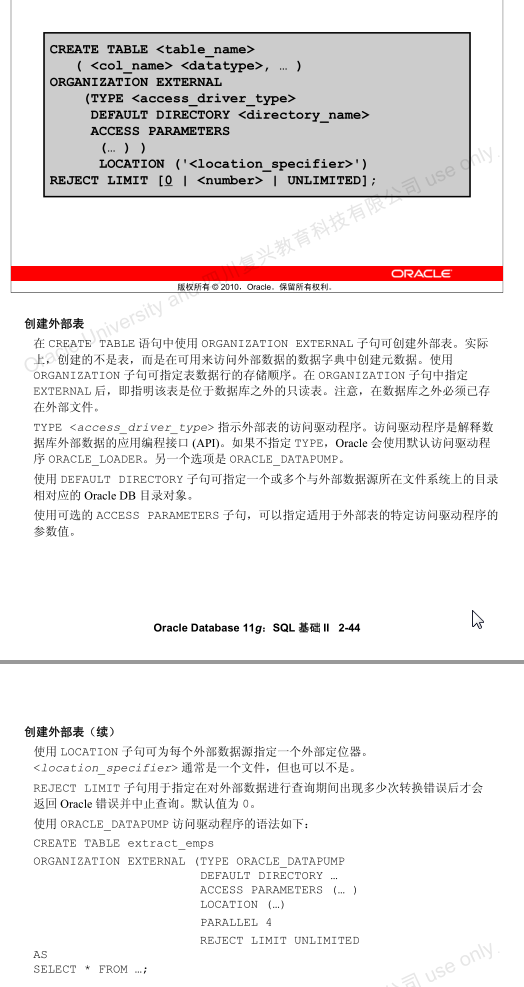 CREATE TABLE <table_name>
( <col_name> <datatype>, … )
ORGANIZATION EXTERNAL
(TYPE <access_driver_type>
DEFAULT DIRECTORY <directory_name>
ACCESS PARAMETERS
(… ) )
LOCATION ('<location_specifier>')
REJECT LIMIT [0 | <number> | UNLIMITED];
ORACLE
版权所有 © 2010，Oracle。保留所有权利。
创建外部表
在 CREATE TABLE 语句中使用 ORGANIZATION EXTERNAL 子句可创建外部表。实际
上，创建的不是表，而是在可用来访问外部数据的数据字典中创建元数据。使用
ORGANIZATION 子句可指定表数据行的存储顺序。在 ORGANIZATION 子句中指定
EXTERNAL 后，即指明该表是位于数据库之外的只读表。注意，在数据库之外必须已存
在外部文件。
TYPE <access_driver_type> 指示外部表的访问驱动程序。访问驱动程序是解释数
据库外部数据的应用编程接口 (API)。如果不指定 TYPE，Oracle 会使用默认访问驱动程
序 ORACLE_LOADER。另一个选项是 ORACLE_DATAPUMP。
使用 DEFAULT DIRECTORY 子句可指定一个或多个与外部数据源所在文件系统上的目录
相对应的 Oracle DB 目录对象。
使用可选的 ACCESS PARAMETERS 子句，可以指定适用于外部表的特定访问驱动程序的
参数值。
Oracle Database 11g：SQL 基础 II 2-44
创建外部表（续）
使用 LOCATION 子句可为每个外部数据源指定一个外部定位器。
<location_specifier> 通常是一个文件，但也可以不是。
REJECT LIMIT 子句用于指定在对外部数据进行查询期间出现多少次转换错误后才会
返回 Oracle 错误并中止查询。默认值为 0。
使用 ORACLE_DATAPUMP 访问驱动程序的语法如下：
CREATE TABLE extract_emps
ORGANIZATION EXTERNAL (TYPE ORACLE_DATAPUMP
DEFAULT DIRECTORY …
ACCESS PARAMETERS (… )
LOCATION (…)
PARALLEL 4
REJECT LIMIT UNLIMITED
AS
SELECT * FROM …;